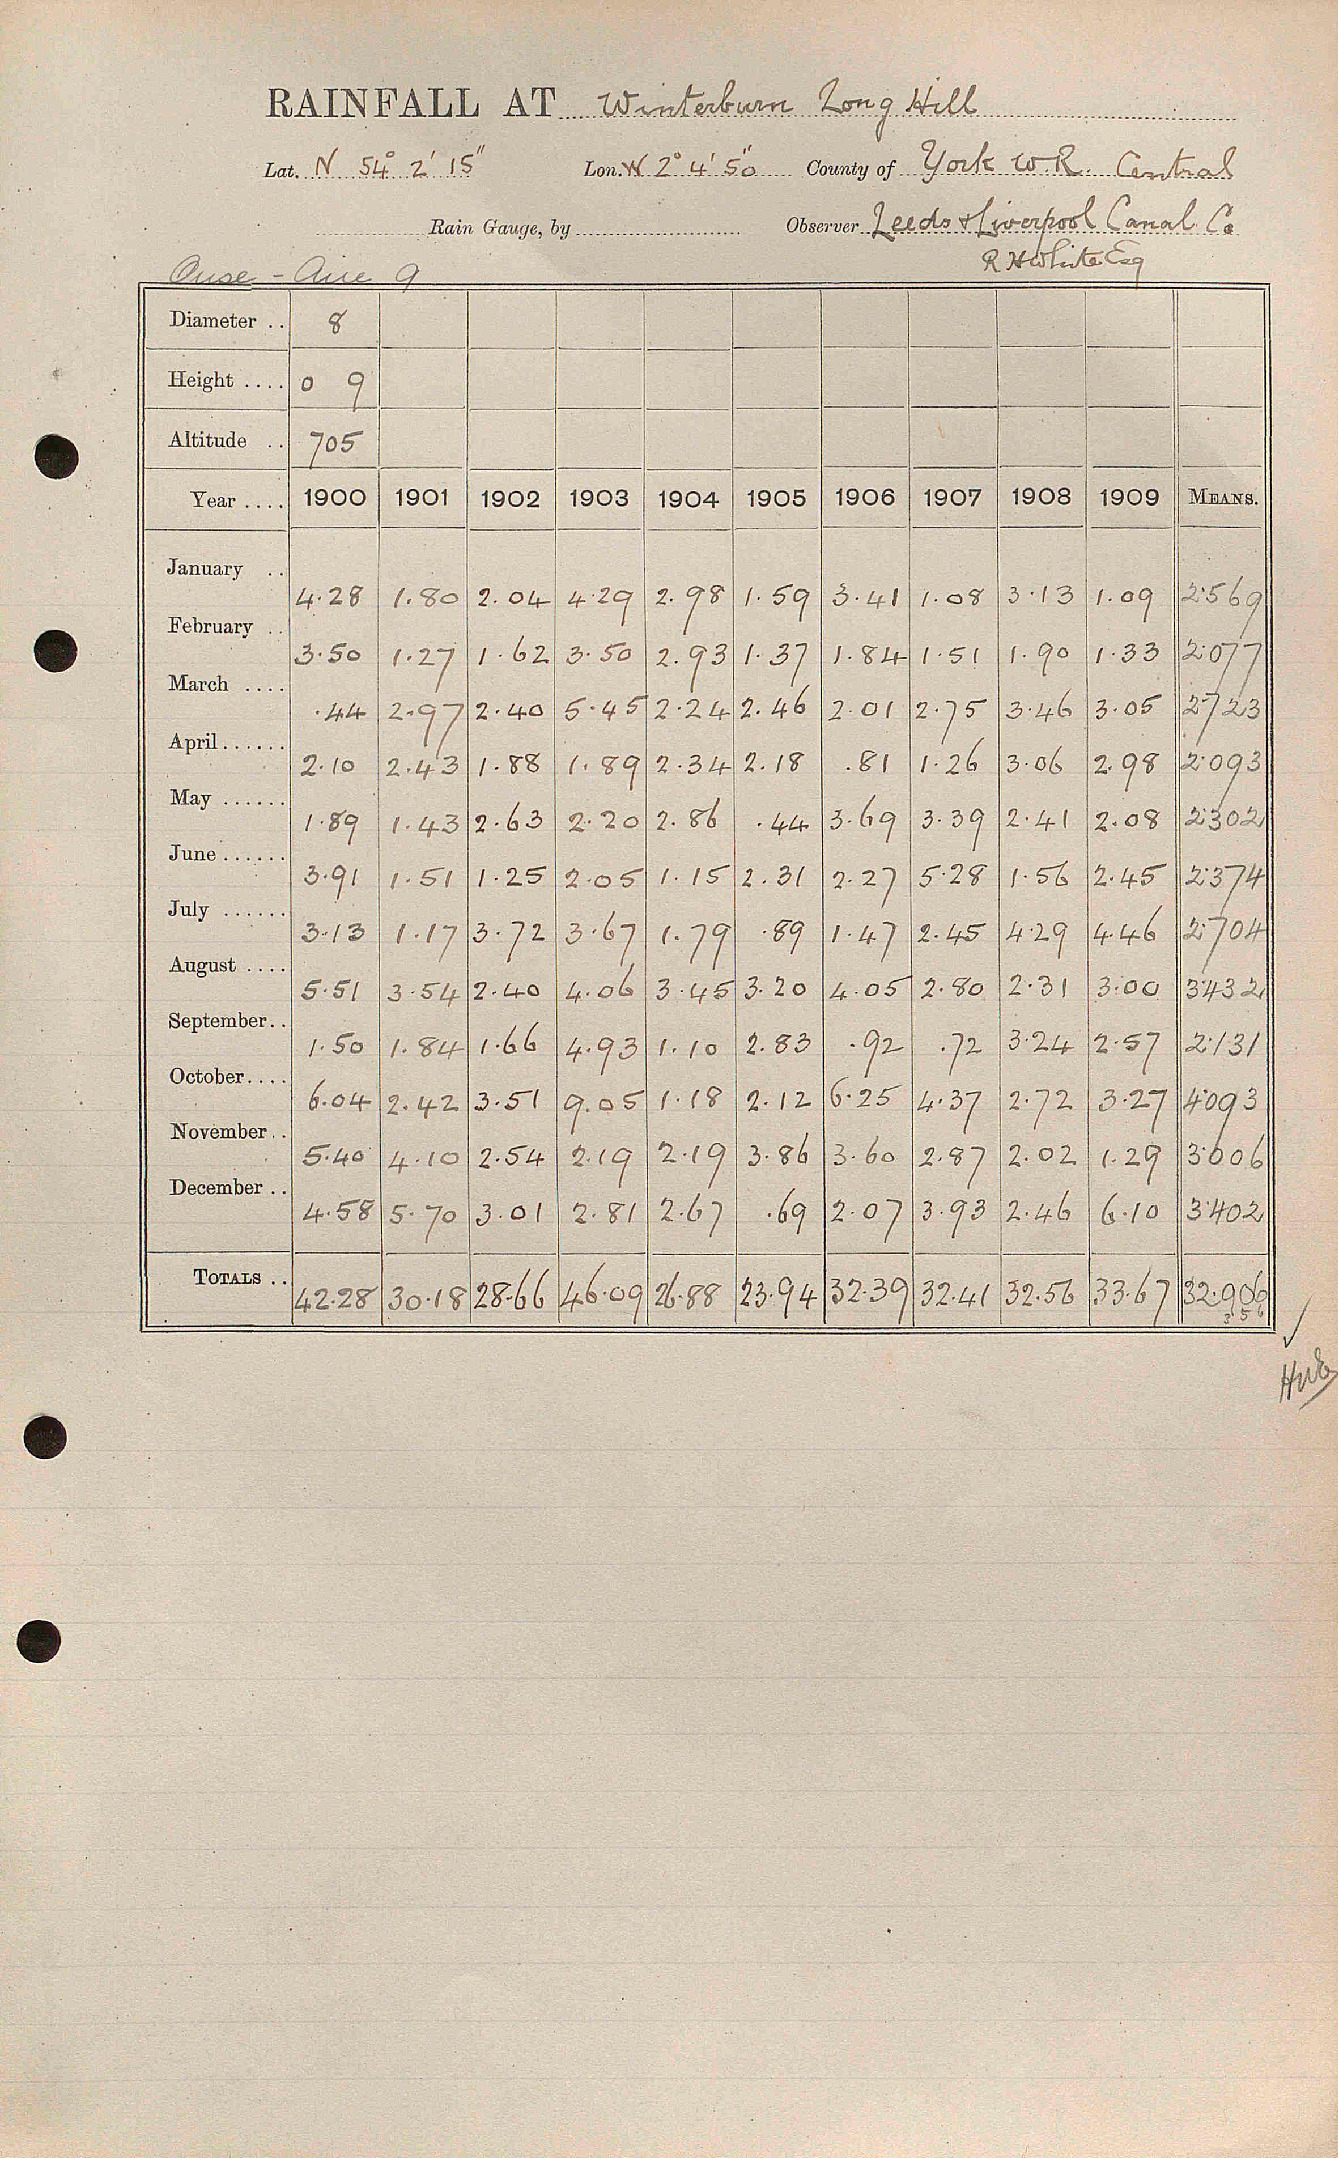 RAINFALL AT Winterburn Long Hill
Lat. N 54° 2' 15" Lon. W 2° 4' 50" County of York W.R. Central
Rain Gauge, by Observer Leeds & Liverpool Canal Co
R H White Esq
Ouse - Aire 9
Diameter .. 8
Height .... 0 9
Altitude .. 705
Year .... 1900 1901 1902 1903 1904 1905 1906 1907 1908 1909 MEANS.
January .. 4.28 1.80 2.04 4.29 2.98 1.59 3.41 1.08 3.13 1.09 2.569
February .. 3.50 1.27 1.62 3.50 2.93 1.37 1.84 1.51 1.90 1.33 2.077
March .... .44 2.97 2.40 5.45 2.24 2.46 2.01 2.75 3.46 3.05 2.723
April ...... 2.10 2.43 1.88 1.89 2.34 2.18 .81 1.26 3.06 2.98 2.093
May ...... 1.89 1.43 2.63 2.20 2.86 .44 3.69 3.39 2.41 2.08 2.302
June ...... 3.91 1.51 1.25 2.05 1.15 2.31 2.27 5.28 1.56 2.45 2.374
July ...... 3.13 1.17 3.72 3.67 1.79 .89 1.47 2.45 4.29 4.46 2.704
August .... 5.51 3.54 2.40 4.06 3.45 3.20 4.05 2.80 2.31 3.00 3.432
September.. 1.50 1.84 1.66 4.93 1.10 2.83 .92 .72 3.24 2.57 2.131
October.... 6.04 2.42 3.51 9.05 1.18 2.12 6.25 4.37 2.72 3.27 4.093
November.. 5.40 4.10 2.54 2.19 2.19 3.86 3.60 2.87 2.02 1.29 3.006
December .. 4.58 5.70 3.01 2.81 2.67 .69 2.07 3.93 2.46 6.10 3.402
TOTALS .. 42.28 30.18 28.66 46.09 26.88 23.94 32.39 32.41 32.56 33.67 32.906